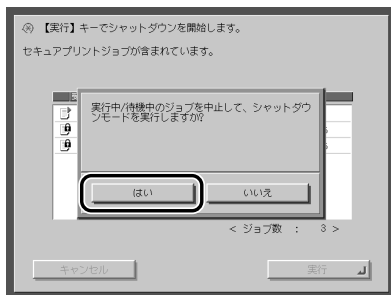 【実行】キーでシャットダウンを開始します。
セキュアプリントジョブが含まれています。
実行中/待機中のジョブを中止して、シャットダウ
ンモードを実行しますか?
はい
いいえ
< ジョブ数 : 3 >
キャンセル
実行